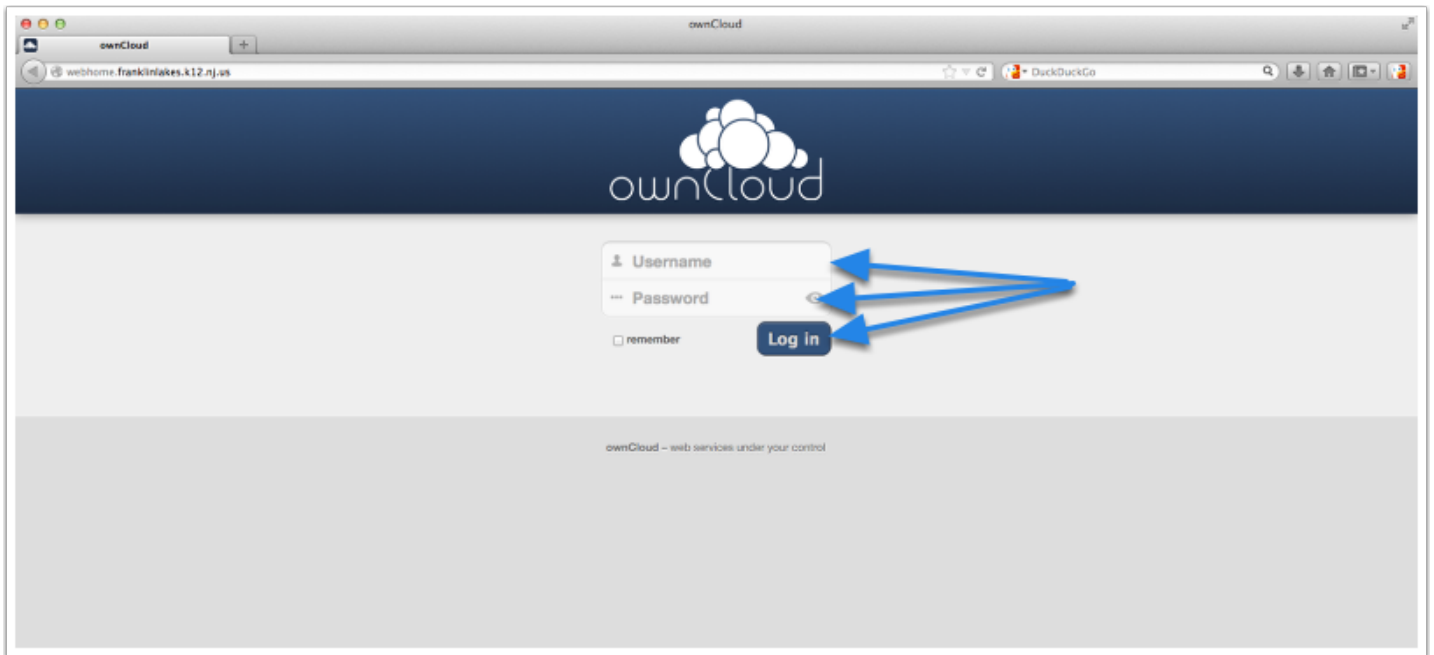 ownCloud
ownCloud
webhome.franklinlakes.k12.nj.us
DuckDuckGo
ownCloud
Username
Password
remember
Log in
ownCloud – web services under your control